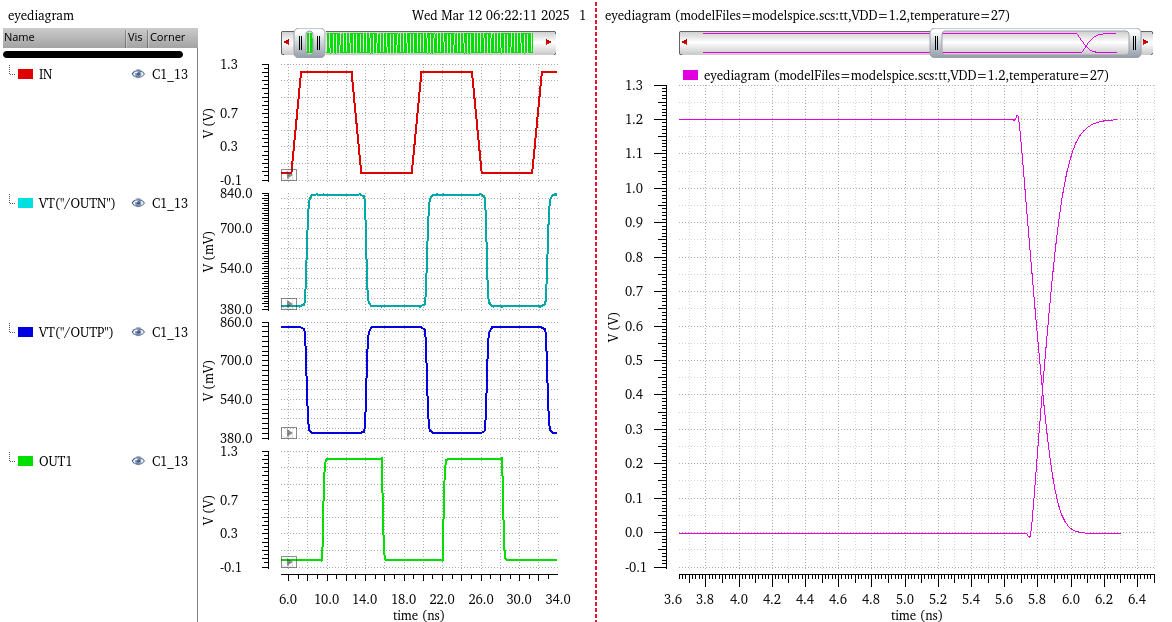 eyediagram
Wed Mar 12 06:22:11 2025 1
Name Vis Corner
IN C1_13
VT("/OUTN") C1_13
VT("/OUTP") C1_13
OUT1 C1_13
1.3
0.7
0.3
-0.1
V (V)
840.0
700.0
540.0
380.0
V (mV)
860.0
700.0
540.0
380.0
V (mV)
1.3
0.7
0.3
-0.1
V (V)
6.0 10.0 14.0 18.0 22.0 26.0 30.0 34.0
time (ns)
eyediagram (modelFiles=modelspice.scs:tt,VDD=1.2,temperature=27)
eyediagram (modelFiles=modelspice.scs:tt,VDD=1.2,temperature=27)
1.3
1.2
1.1
1.0
0.9
0.8
0.7
0.6
0.5
0.4
0.3
0.2
0.1
0.0
-0.1
V (V)
3.6 3.8 4.0 4.2 4.4 4.6 4.8 5.0 5.2 5.4 5.6 5.8 6.0 6.2 6.4
time (ns)